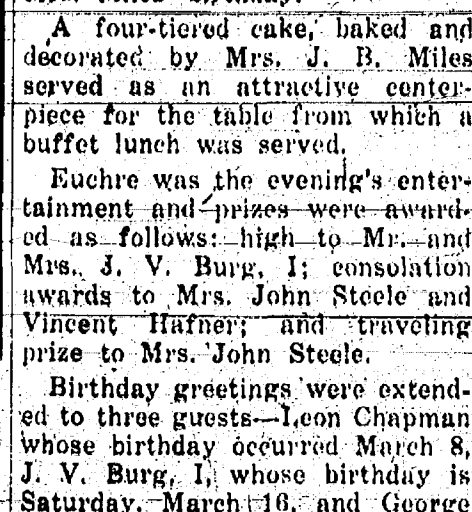 A four-tiered cake, baked and
decorated by Mrs. J. B. Miles
served as an attractive center-
piece for the table from which a
buffet lunch was served.
Euchre was the evening's enter-
tainment and prizes were award-
ed as follows: high to Mr. and
Mrs. J. V. Burg, I; consolation
awards to Mrs. John Steele and
Vincent Hafner; and traveling
prize to Mrs. John Steele.
Birthday greetings were extend-
ed to three guests—Leon Chapman
whose birthday occurred March 8,
J. V. Burg, I, whose birthday is
Saturday, March 16, and George